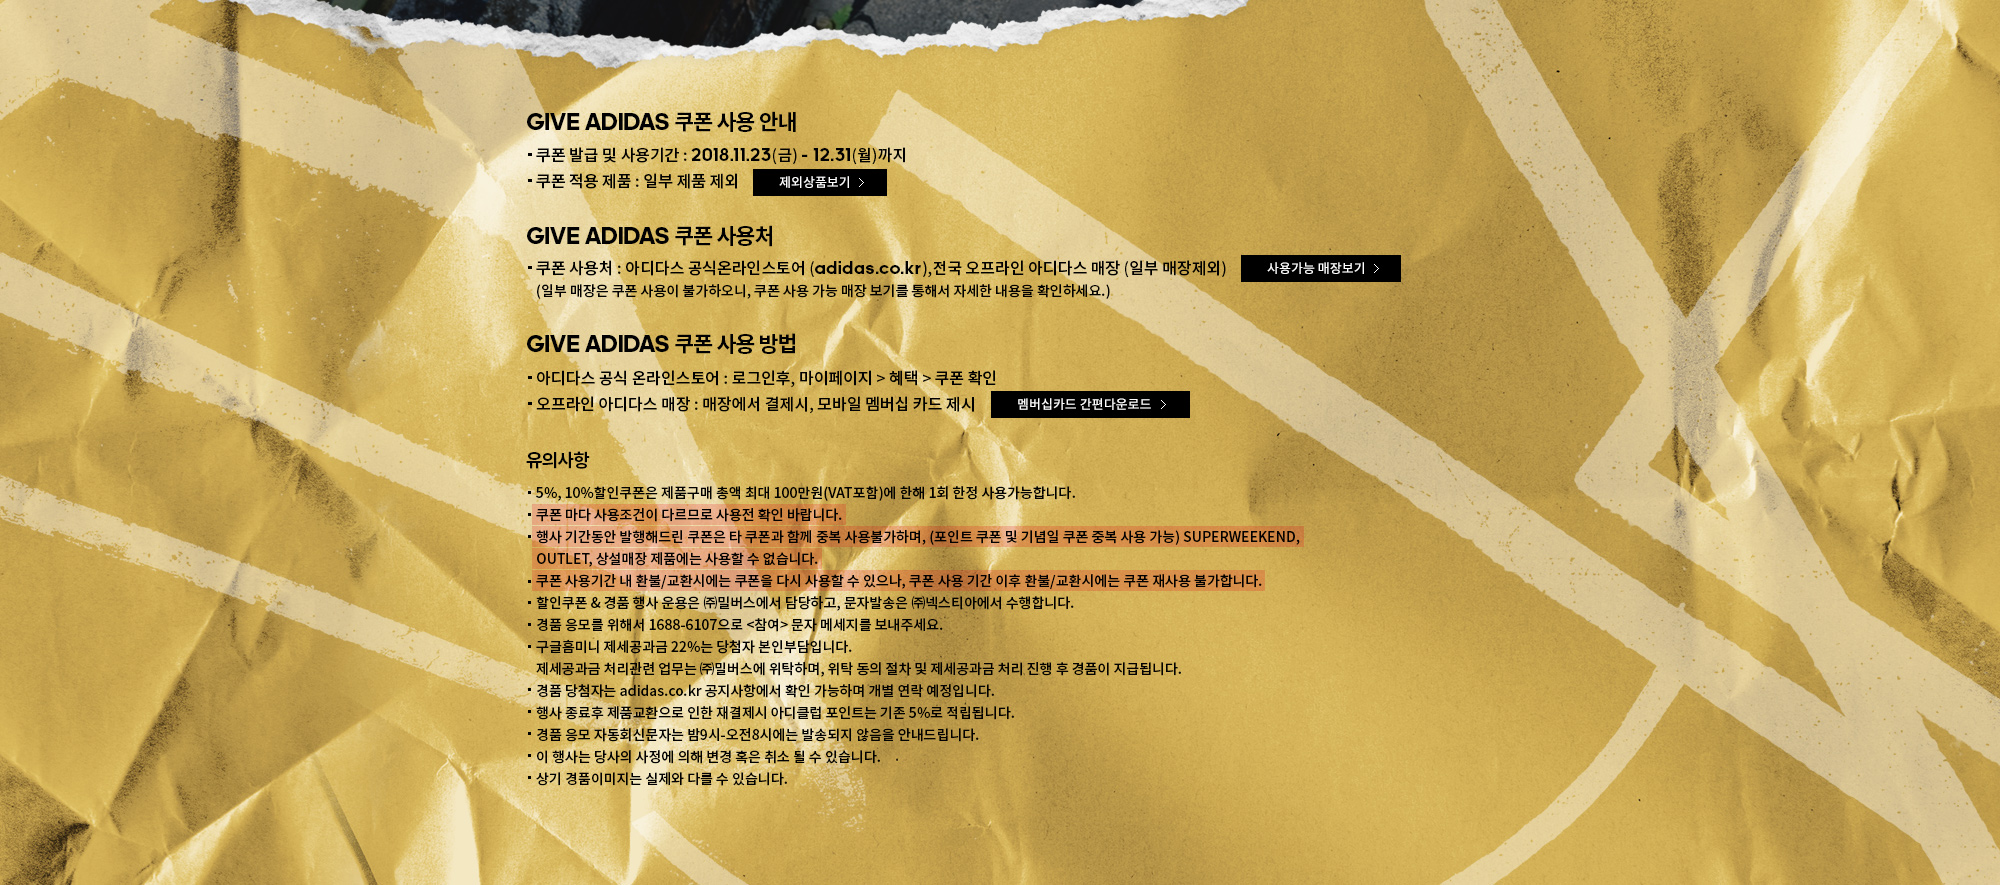 GIVE ADIDAS 쿠폰 사용 안내
· 쿠폰 발급 및 사용기간 : 2018.11.23(금) - 12.31(월)까지
· 쿠폰 적용 제품 : 일부 제품 제외 제외상품보기 >
GIVE ADIDAS 쿠폰 사용처
· 쿠폰 사용처 : 아디다스 공식온라인스토어 (adidas.co.kr),전국 오프라인 아디다스 매장 (일부 매장제외) 사용가능 매장보기 >
(일부 매장은 쿠폰 사용이 불가하오니, 쿠폰 사용 가능 매장 보기를 통해서 자세한 내용을 확인하세요.)
GIVE ADIDAS 쿠폰 사용 방법
· 아디다스 공식 온라인스토어 : 로그인후, 마이페이지 > 혜택 > 쿠폰 확인
· 오프라인 아디다스 매장 : 매장에서 결제시, 모바일 멤버십 카드 제시 멤버십카드 간편다운로드 >
유의사항
· 5%, 10%할인쿠폰은 제품구매 총액 최대 100만원(VAT포함)에 한해 1회 한정 사용가능합니다.
· 쿠폰 마다 사용조건이 다르므로 사용전 확인 바랍니다.
· 행사 기간동안 발행해드린 쿠폰은 타 쿠폰과 함께 중복 사용불가하며, (포인트 쿠폰 및 기념일 쿠폰 중복 사용 가능) SUPERWEEKEND,
OUTLET, 상설매장 제품에는 사용할 수 없습니다.
· 쿠폰 사용기간 내 환불/교환시에는 쿠폰을 다시 사용할 수 있으나, 쿠폰 사용 기간 이후 환불/교환시에는 쿠폰 재사용 불가합니다.
· 할인쿠폰 & 경품 행사 운용은 ㈜밀버스에서 담당하고, 문자발송은 ㈜넥스티아에서 수행합니다.
· 경품 응모를 위해서 1688-6107으로 <참여> 문자 메세지를 보내주세요.
· 구글홈미니 제세공과금 22%는 당첨자 본인부담입니다.
제세공과금 처리관련 업무는 ㈜밀버스에 위탁하며, 위탁 동의 절차 및 제세공과금 처리 진행 후 경품이 지급됩니다.
· 경품 당첨자는 adidas.co.kr 공지사항에서 확인 가능하며 개별 연락 예정입니다.
· 행사 종료후 제품교환으로 인한 재결제시 아디클럽 포인트는 기존 5%로 적립됩니다.
· 경품 응모 자동회신문자는 밤9시-오전8시에는 발송되지 않음을 안내드립니다.
· 이 행사는 당사의 사정에 의해 변경 혹은 취소 될 수 있습니다.
· 상기 경품이미지는 실제와 다를 수 있습니다.